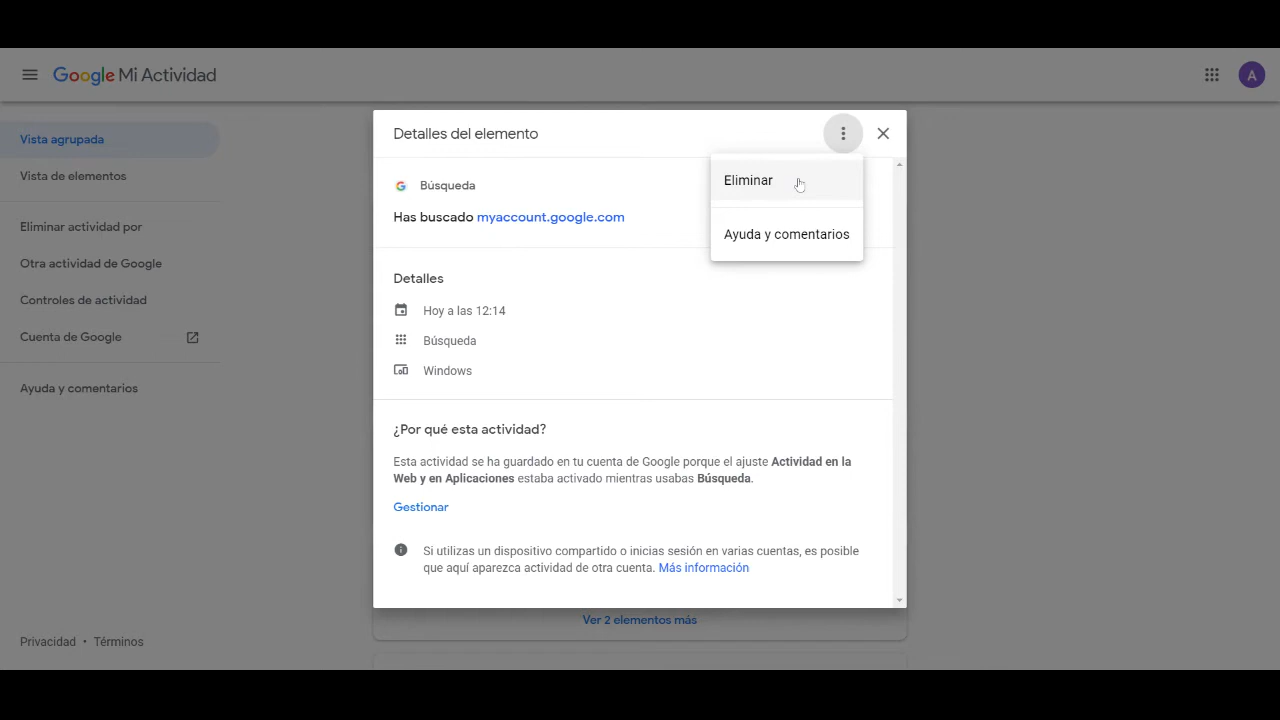 Google Mi Actividad
A
Vista agrupada
Vista de elementos
Eliminar actividad por
Otra actividad de Google
Controles de actividad
Cuenta de Google
Ayuda y comentarios
Privacidad • Términos
Detalles del elemento
Eliminar
Ayuda y comentarios
G Búsqueda
Has buscado myaccount.google.com
Detalles
Hoy a las 12:14
Búsqueda
Windows
¿Por qué esta actividad?
Esta actividad se ha guardado en tu cuenta de Google porque el ajuste Actividad en la
Web y en Aplicaciones estaba activado mientras usabas Búsqueda.
Gestionar
Si utilizas un dispositivo compartido o inicias sesión en varias cuentas, es posible
que aquí aparezca actividad de otra cuenta. Más información
Ver 2 elementos más